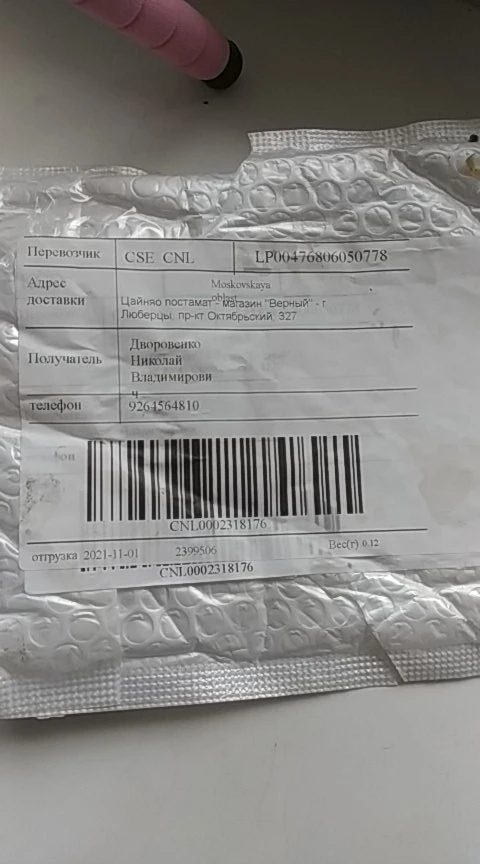 Перевозчик CSE CNL LP00476806050778
Адрес доставки Moskovskaya oblast
Цайняо постамат - магазин "Верный" - г
Люберцы, пр-кт Октябрьский, 327
Получатель Дворовенко
Николай
Владимирови
ч
телефон 9264564810
CNL0002318176
отгрузка 2021-11-01 2399506 Вес(г) 0.12
CNL0002318176